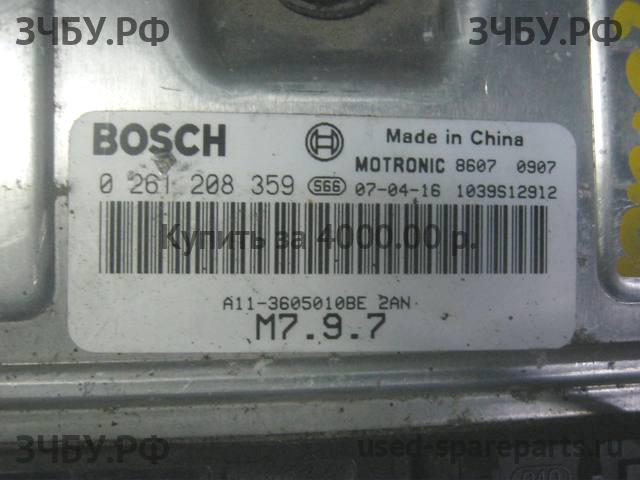 ЗЧБУ.РФ ЗЧБУ.РФ
BOSCH Made in China
MOTRONIC 8607 0907
0 261 208 359 S66 07-04-16 1039S12912
Купить за 4000.00 р.
A11-3605010BE 2AN
M7.9.7
ЗЧБУ.РФ used-spareparts.ru